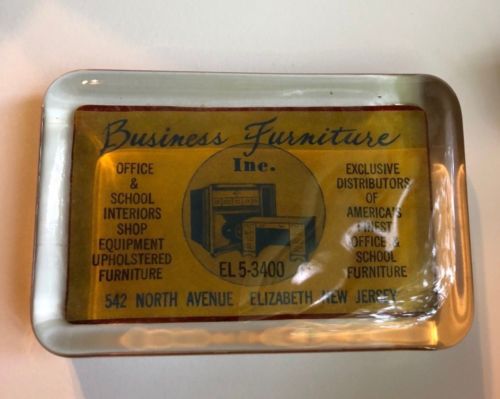 Business Furniture
Inc.
OFFICE
&
SCHOOL
INTERIORS
SHOP
EQUIPMENT
UPHOLSTERED
FURNITURE
EXCLUSIVE
DISTRIBUTORS
OF
AMERICA'S
FINEST
OFFICE &
SCHOOL
FURNITURE
EL 5-3400
542 NORTH AVENUE ELIZABETH NEW JERSEY